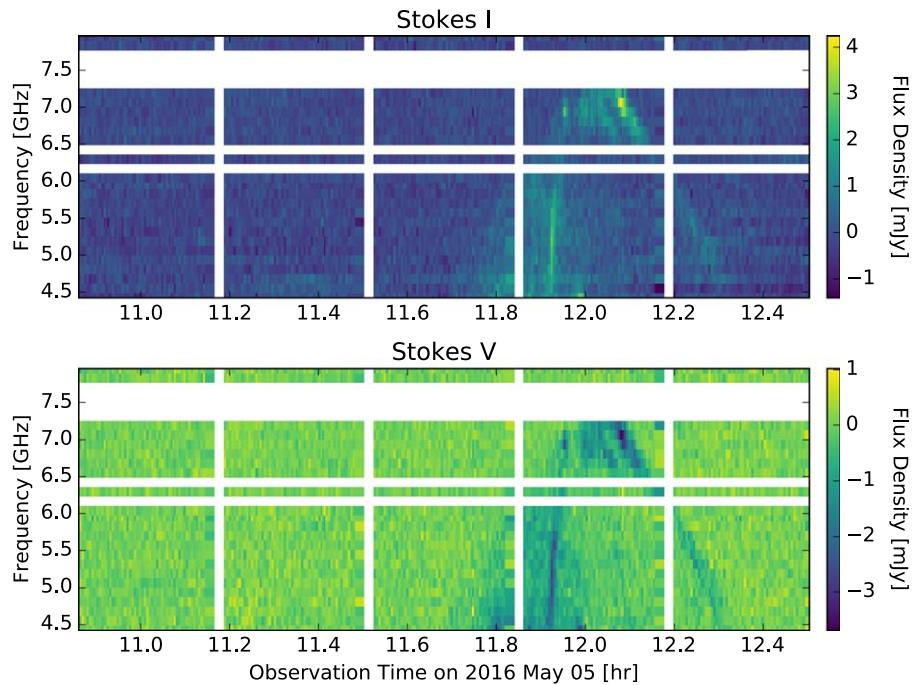 Stokes I
7.5
7.0
6.5
6.0
5.5
5.0
4.5
Frequency [GHz]
11.0 11.2 11.4 11.6 11.8 12.0 12.2 12.4
4
3
2
1
0
−1
Flux Density [mJy]
Stokes V
7.5
7.0
6.5
6.0
5.5
5.0
4.5
Frequency [GHz]
11.0 11.2 11.4 11.6 11.8 12.0 12.2 12.4
Observation Time on 2016 May 05 [hr]
1
0
−1
−2
−3
Flux Density [mJy]